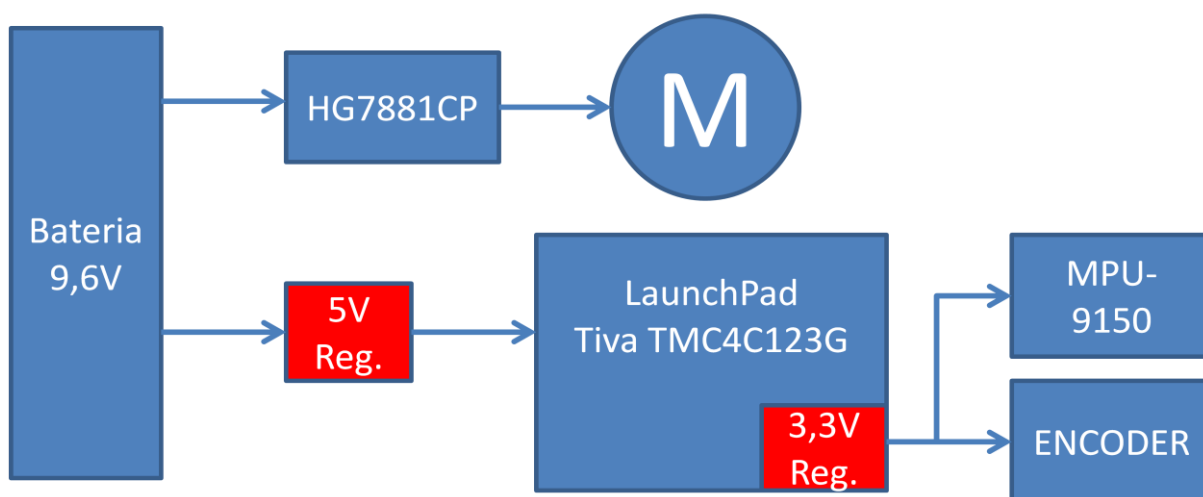 Bateria
9,6V
HG7881CP
M
5V
Reg.
LaunchPad
Tiva TMC4C123G
3,3V
Reg.
MPU-
9150
ENCODER